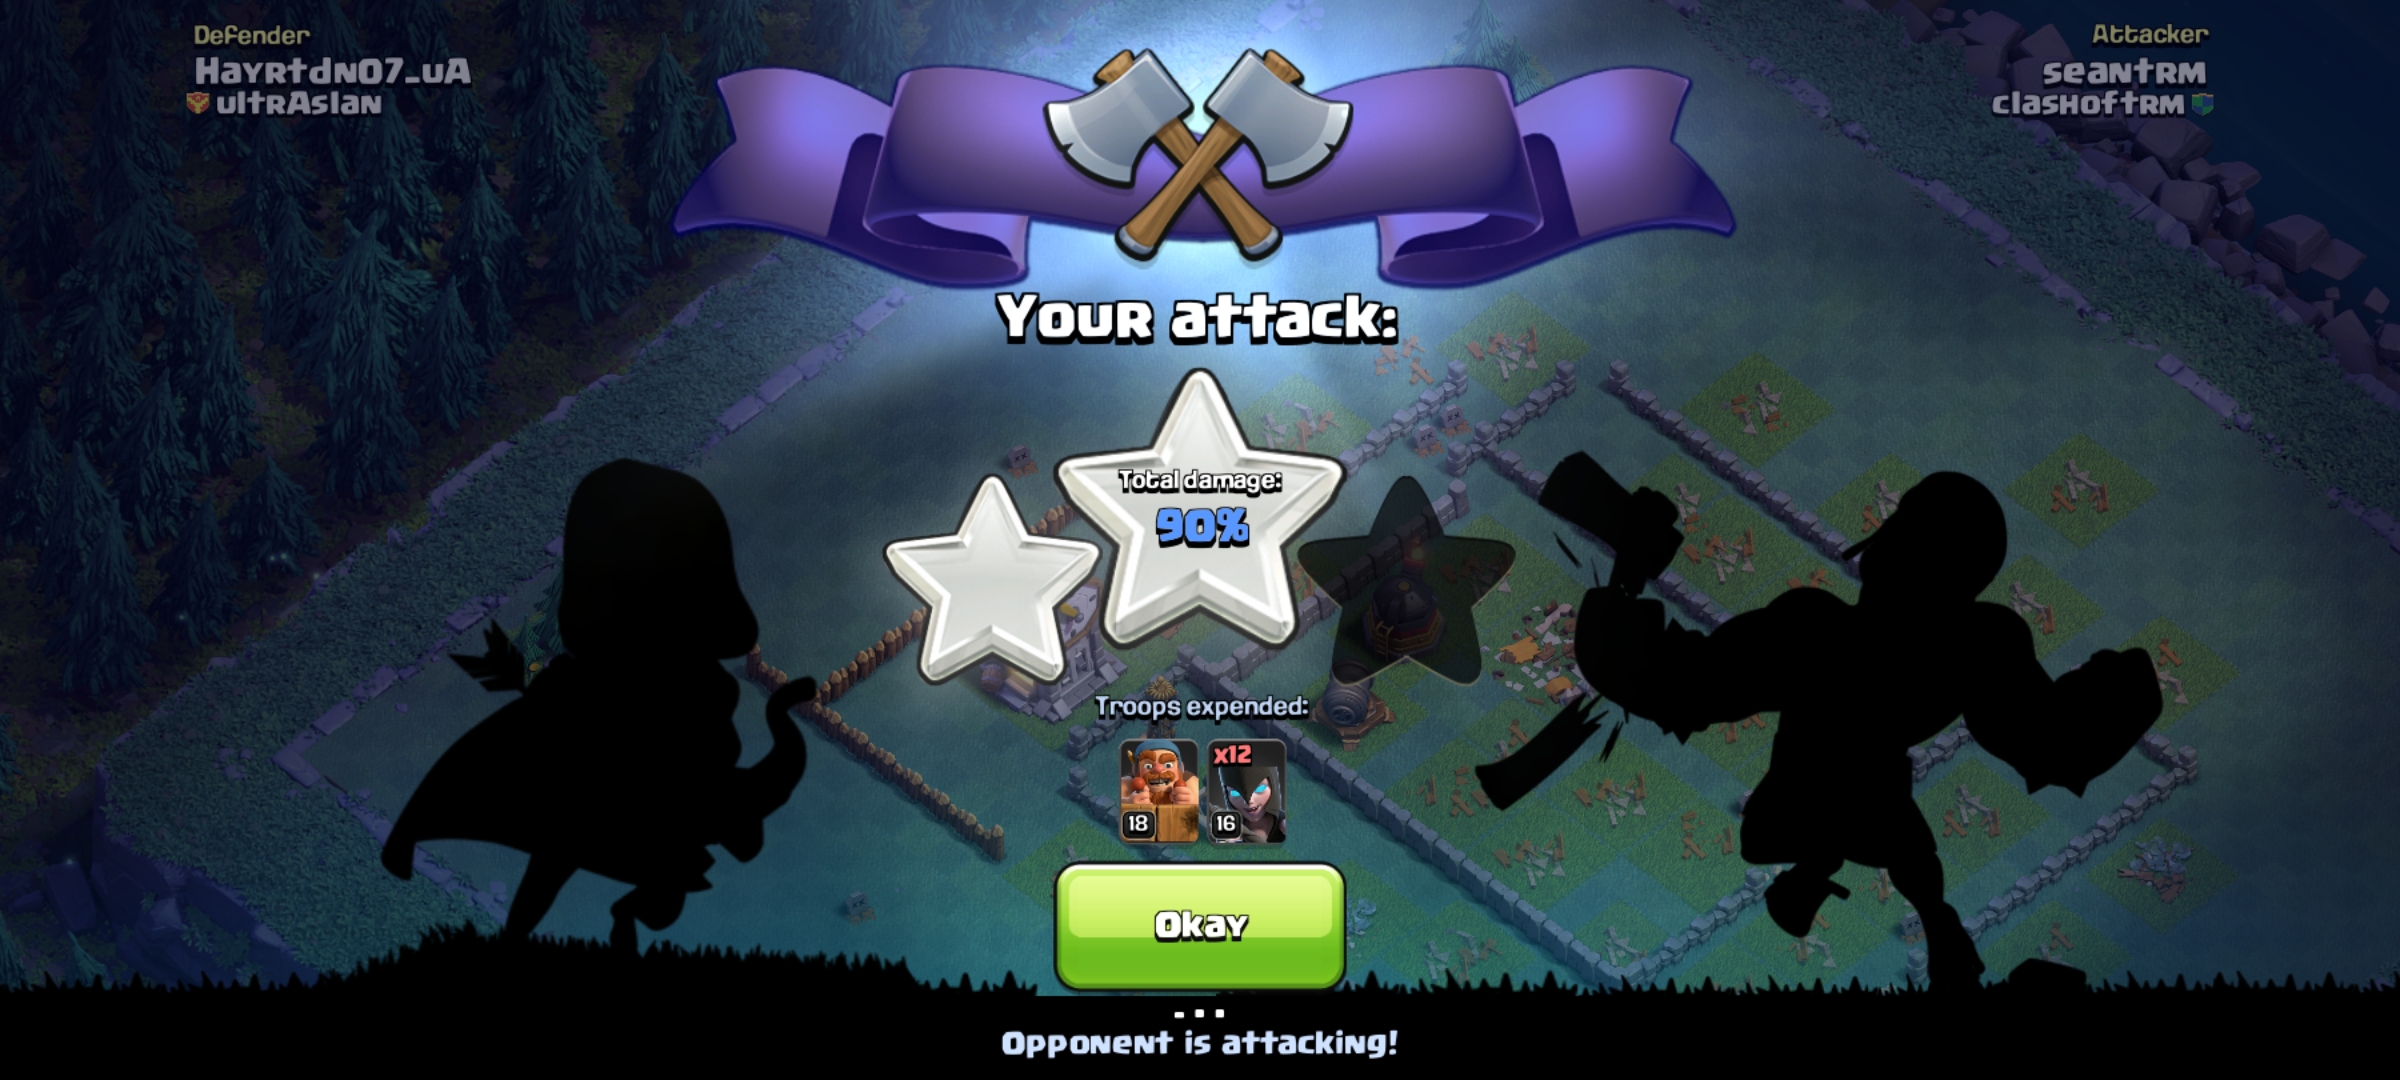 Defender
HayRtdN07_uA
ultRAslan
Attacker
seantRM
clashoftRM
Your attack:
Total damage:
90%
Troops expended:
x12
18
16
Okay
Opponent is attacking!